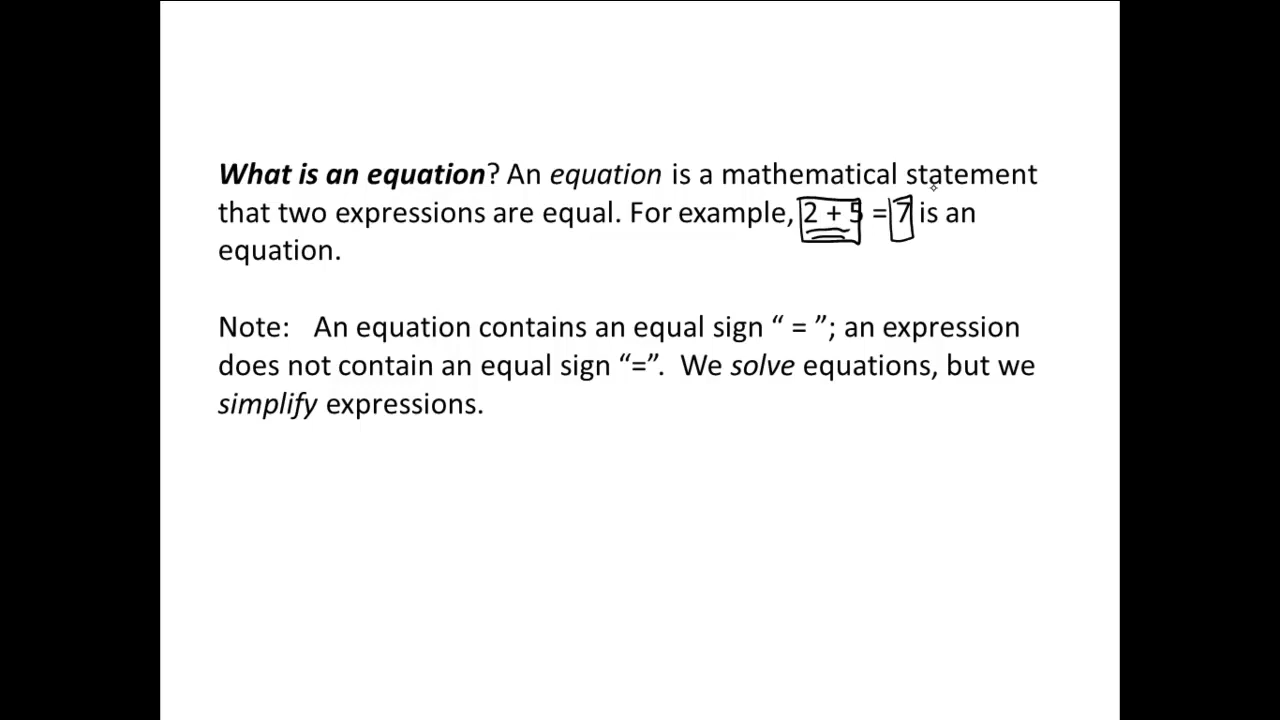 What is an equation? An equation is a mathematical statement
that two expressions are equal. For example, 2 + 5 = 7 is an
equation.
Note: An equation contains an equal sign “ = ”; an expression
does not contain an equal sign “=”. We solve equations, but we
simplify expressions.